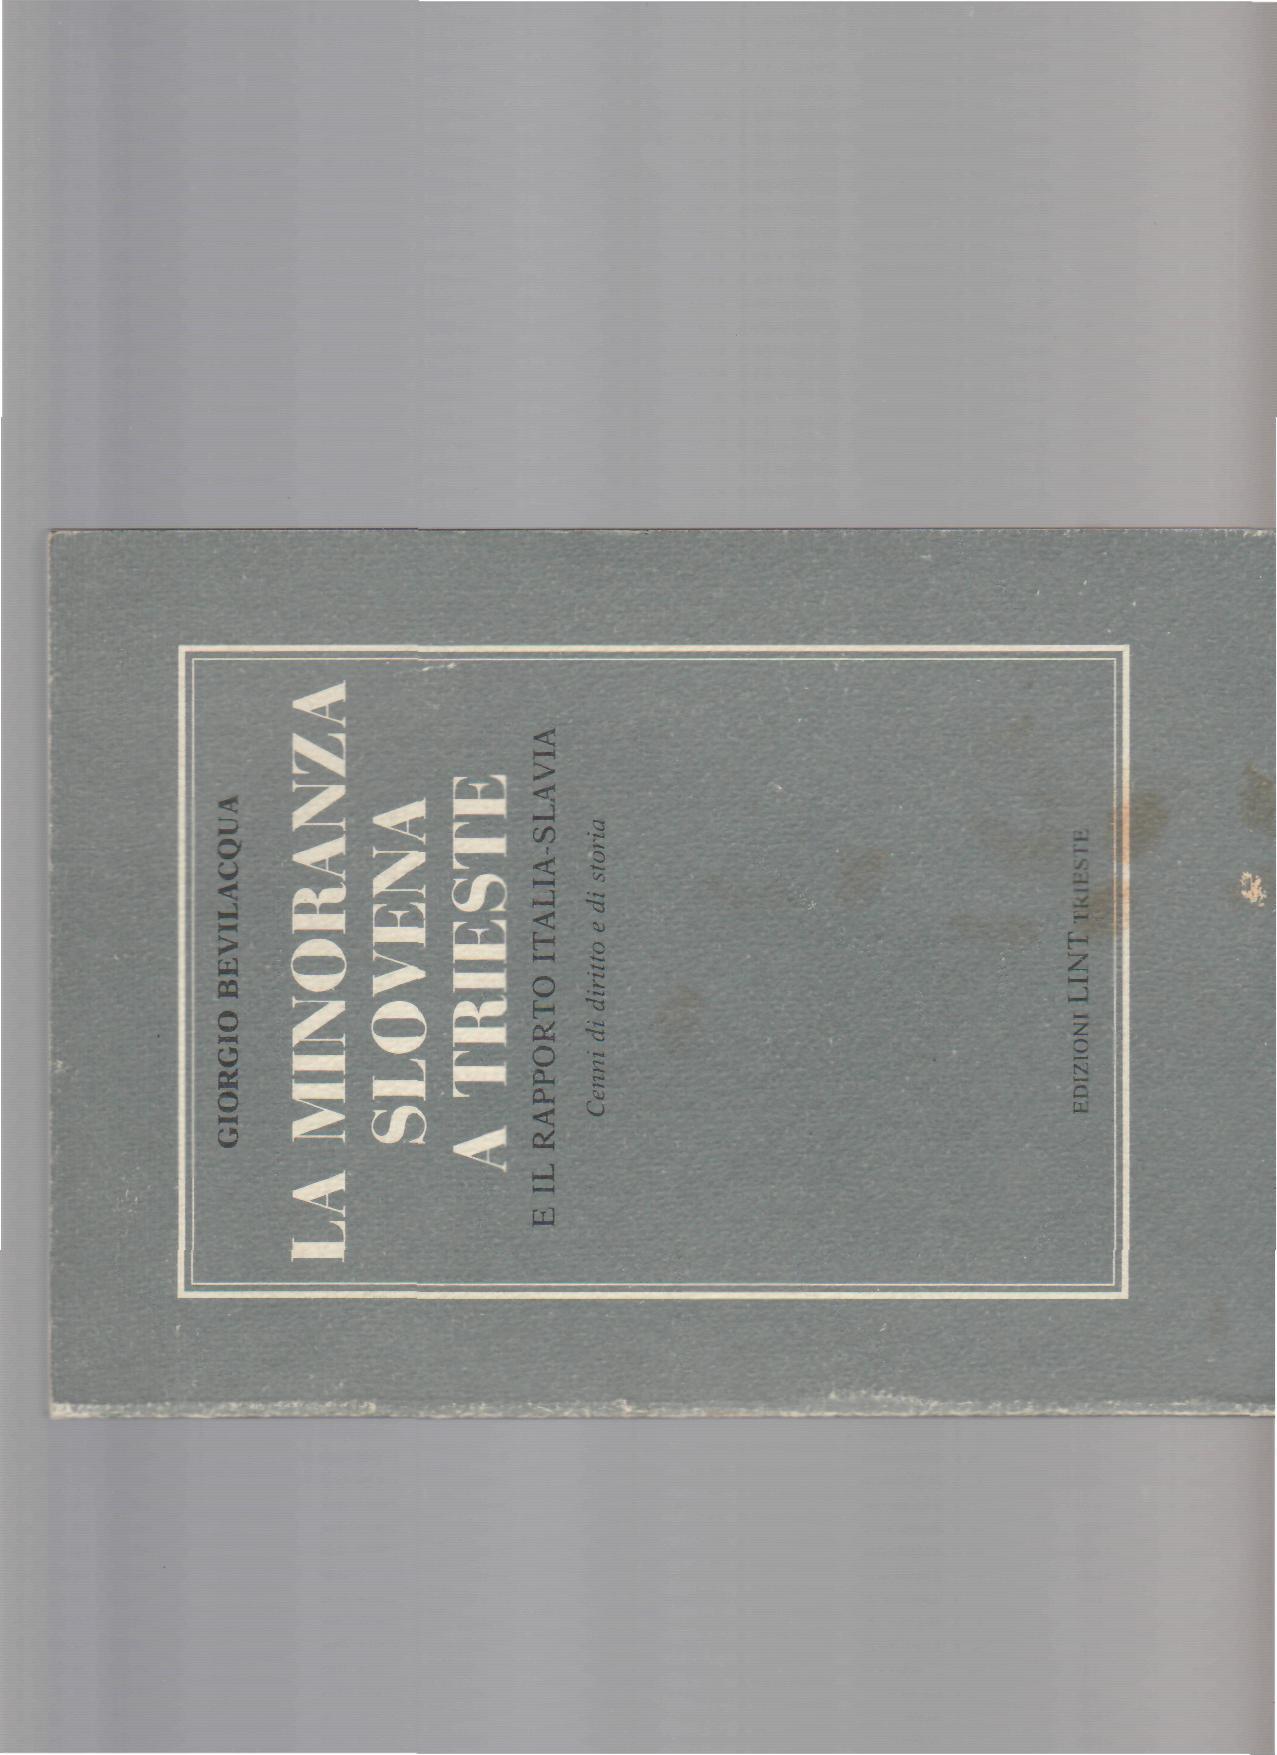 GIORGIO BEVILACQUA
LA MINORANZA
SLOVENA
A TRIESTE
E IL RAPPORTO ITALIA-SLAVIA
Cenni di diritto e di storia
EDIZIONI LINT TRIESTE